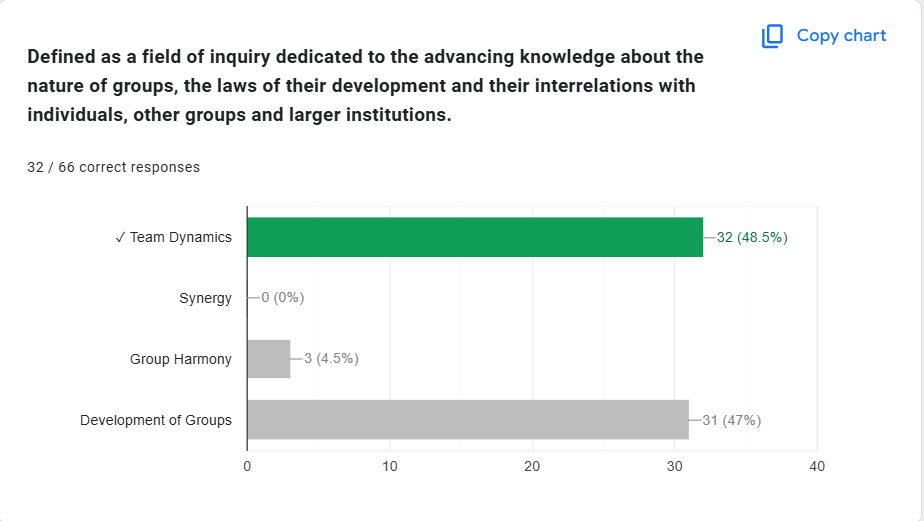 Copy chart
Defined as a field of inquiry dedicated to the advancing knowledge about the
nature of groups, the laws of their development and their interrelations with
individuals, other groups and larger institutions.
32 / 66 correct responses
✓ Team Dynamics
32 (48.5%)
Synergy
0 (0%)
Group Harmony
3 (4.5%)
Development of Groups
31 (47%)
0 10 20 30 40